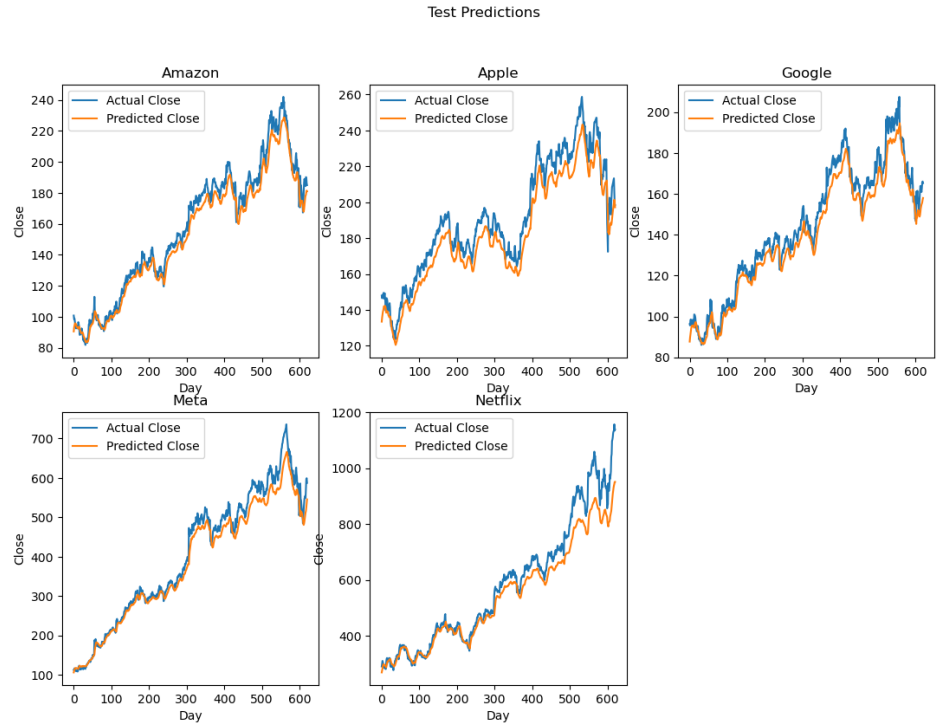 Test Predictions
Amazon
Actual Close
Predicted Close
Close
240
220
200
180
160
140
120
100
80
0 100 200 300 400 500 600
Day
Apple
Actual Close
Predicted Close
Close
260
240
220
200
180
160
140
120
0 100 200 300 400 500 600
Day
Google
Actual Close
Predicted Close
Close
200
180
160
140
120
100
80
0 100 200 300 400 500 600
Day
Meta
Actual Close
Predicted Close
Close
700
600
500
400
300
200
100
0 100 200 300 400 500 600
Day
Netflix
Actual Close
Predicted Close
Close
1200
1000
800
600
400
0 100 200 300 400 500 600
Day